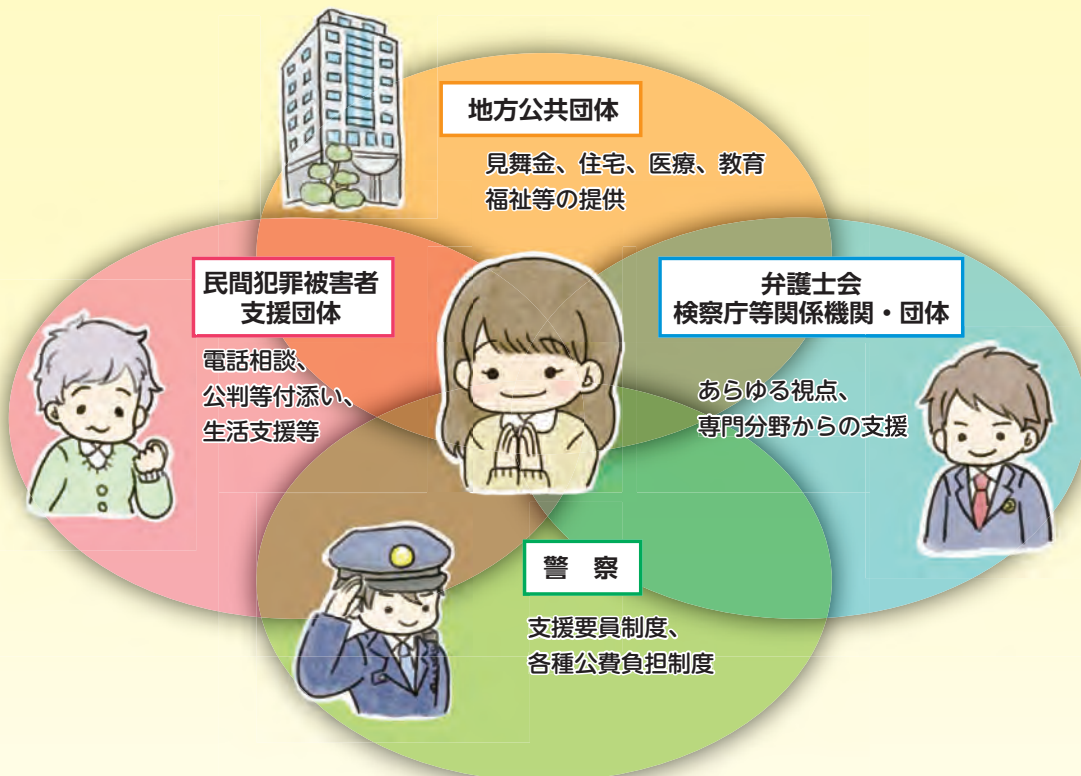 地方公共団体
見舞金、住宅、医療、教育
福祉等の提供
民間犯罪被害者
支援団体
電話相談、
公判等付添い、
生活支援等
弁護士会
検察庁等関係機関・団体
あらゆる視点、
専門分野からの支援
警　察
支援要員制度、
各種公費負担制度